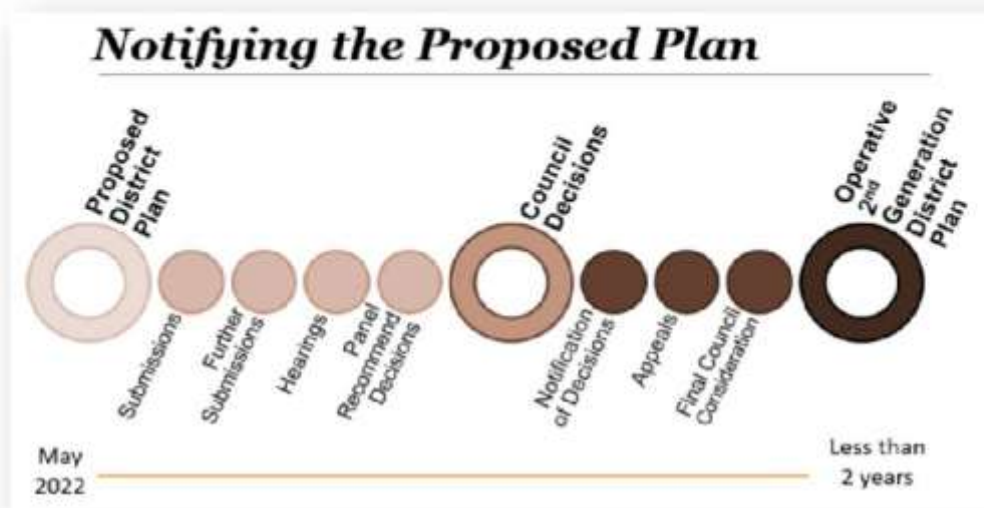 Notifying the Proposed Plan
Proposed
District
Plan
Submissions
Further
Submissions
Hearings
Panel
Recommend
Decisions
Council
Decisions
Notification
of Decisions
Appeals
Final Council
Consideration
Operative
2nd
Generation
District
Plan
May
2022
Less than
2 years